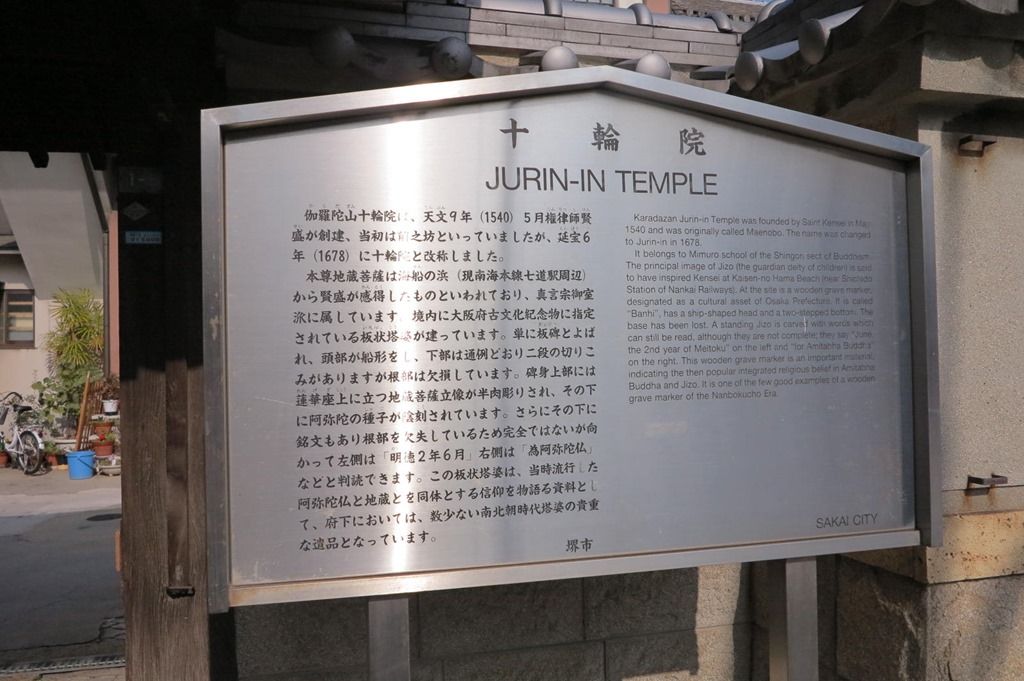 十輪院
JURIN-IN TEMPLE
伽羅陀山十輪院は、天文9年（1540）5月権律師賢
盛が創建、当初は前之坊といっていましたが、延宝6
年（1678）に十輪院と改称しました。
本尊地蔵菩薩は海船の浜（現南海本線七道駅周辺）
から賢盛が感得したものといわれており、真言宗御室
派に属しています。境内に大阪府古文化紀念物に指定
されている板状塔婆が建っています。単に板碑とよば
れ、頭部が船形をし、下部は通例どおり二段の切りこ
みがありますが根部は欠損しています。碑身上部には
蓮華座上に立つ地蔵菩薩立像が半肉彫りされ、その下
に阿弥陀の種子が陰刻されています。さらにその下に
銘文もあり根部を欠失しているため完全ではないが向
かって左側は「明徳2年6月」右側は「為阿弥陀仏」
などと判読できます。この板状塔婆は、当時流行した
阿弥陀仏と地蔵とを同体とする信仰を物語る資料とし
て、府下においては、数少ない南北朝時代塔婆の貴重
な遺品となっています。
堺市
Karadazan Jurin-in Temple was founded by Saint Kensei in May
1540 and was originally called Maenobo. The name was changed
to Jurin-in in 1678.
It belongs to Mimuro school of the Shingon sect of Buddhism.
The principal image of Jizo (the guardian deity of children) is said
to have inspired Kensei at Kaisen-no Hama Beach (near Shichido
Station of Nankai Railways). At the site is a wooden grave marker,
designated as a cultural asset of Osaka Prefecture. It is called
"Banhi", has a ship-shaped head and a two-stepped bottom. The
base has been lost. A standing Jizo is carved with words which
can still be read, although they are not complete; they say "June,
the 2nd year of Meitoku" on the left and "for Amitabha Buddha"
on the right. This wooden grave marker is an important material,
indicating the then popular integrated religious belief in Amitabha
Buddha and Jizo. It is one of the few good examples of a wooden
grave marker of the Nanbokucho Era.
SAKAI CITY